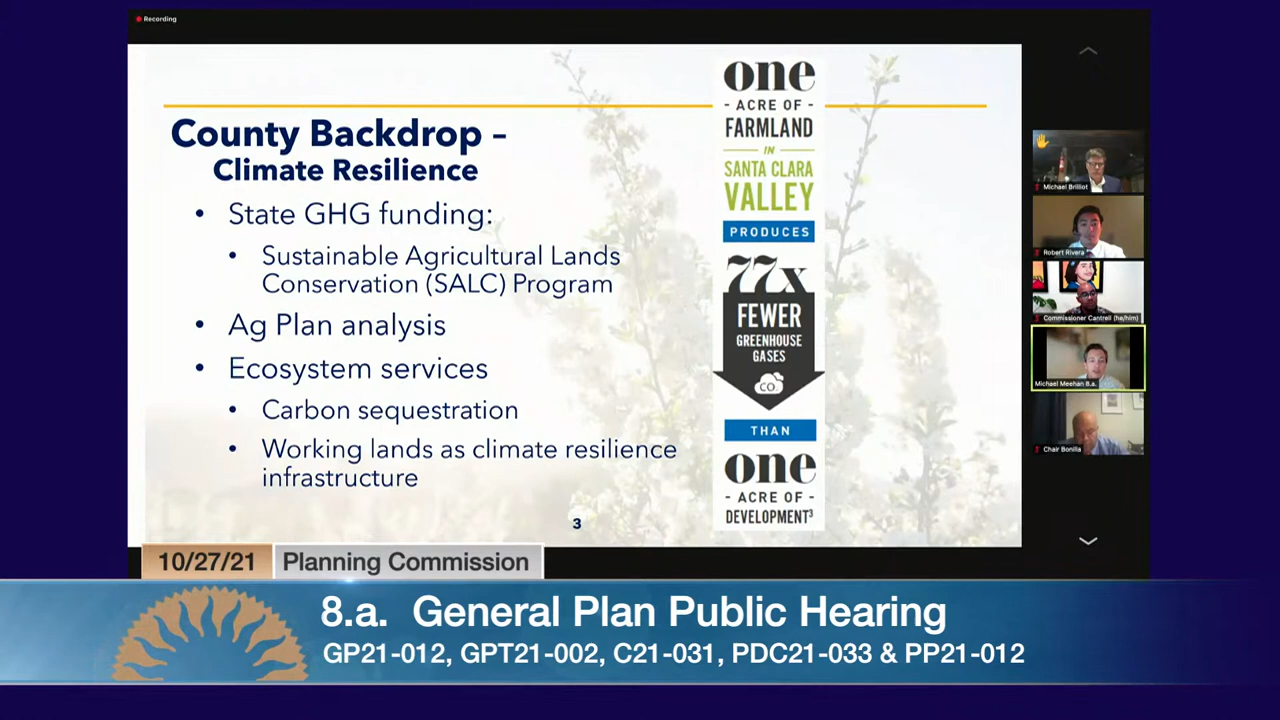 Recording
County Backdrop –
Climate Resilience
• State GHG funding:
• Sustainable Agricultural Lands
Conservation (SALC) Program
• Ag Plan analysis
• Ecosystem services
• Carbon sequestration
• Working lands as climate resilience
infrastructure
3
one
- ACRE OF -
FARMLAND
IN
SANTA CLARA
VALLEY
PRODUCES
77x
FEWER
GREENHOUSE
GASES
CO2
THAN
one
- ACRE OF -
DEVELOPMENT³
Michael Brilliot
Robert Rivera
Commissioner Cantrell (he/him)
Michael Meehan 8.a.
Chair Bonilla
10/27/21 Planning Commission
8.a. General Plan Public Hearing
GP21-012, GPT21-002, C21-031, PDC21-033 & PP21-012